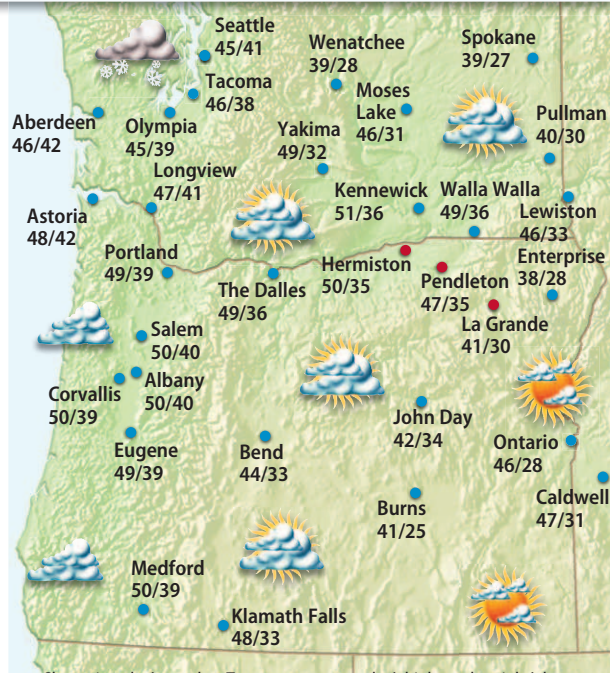 Seattle
45/41
Wenatchee
39/28
Spokane
39/27
Tacoma
46/38
Moses
Lake
46/31
Pullman
40/30
Aberdeen
46/42
Olympia
45/39
Yakima
49/32
Longview
47/41
Kennewick
51/36
Walla Walla
49/36
Lewiston
46/33
Astoria
48/42
Portland
49/39
The Dalles
49/36
Hermiston
50/35
Pendleton
47/35
Enterprise
38/28
La Grande
41/30
Salem
50/40
Corvallis
50/39
Albany
50/40
John Day
42/34
Ontario
46/28
Eugene
49/39
Bend
44/33
Caldwell
47/31
Burns
41/25
Medford
50/39
Klamath Falls
48/33